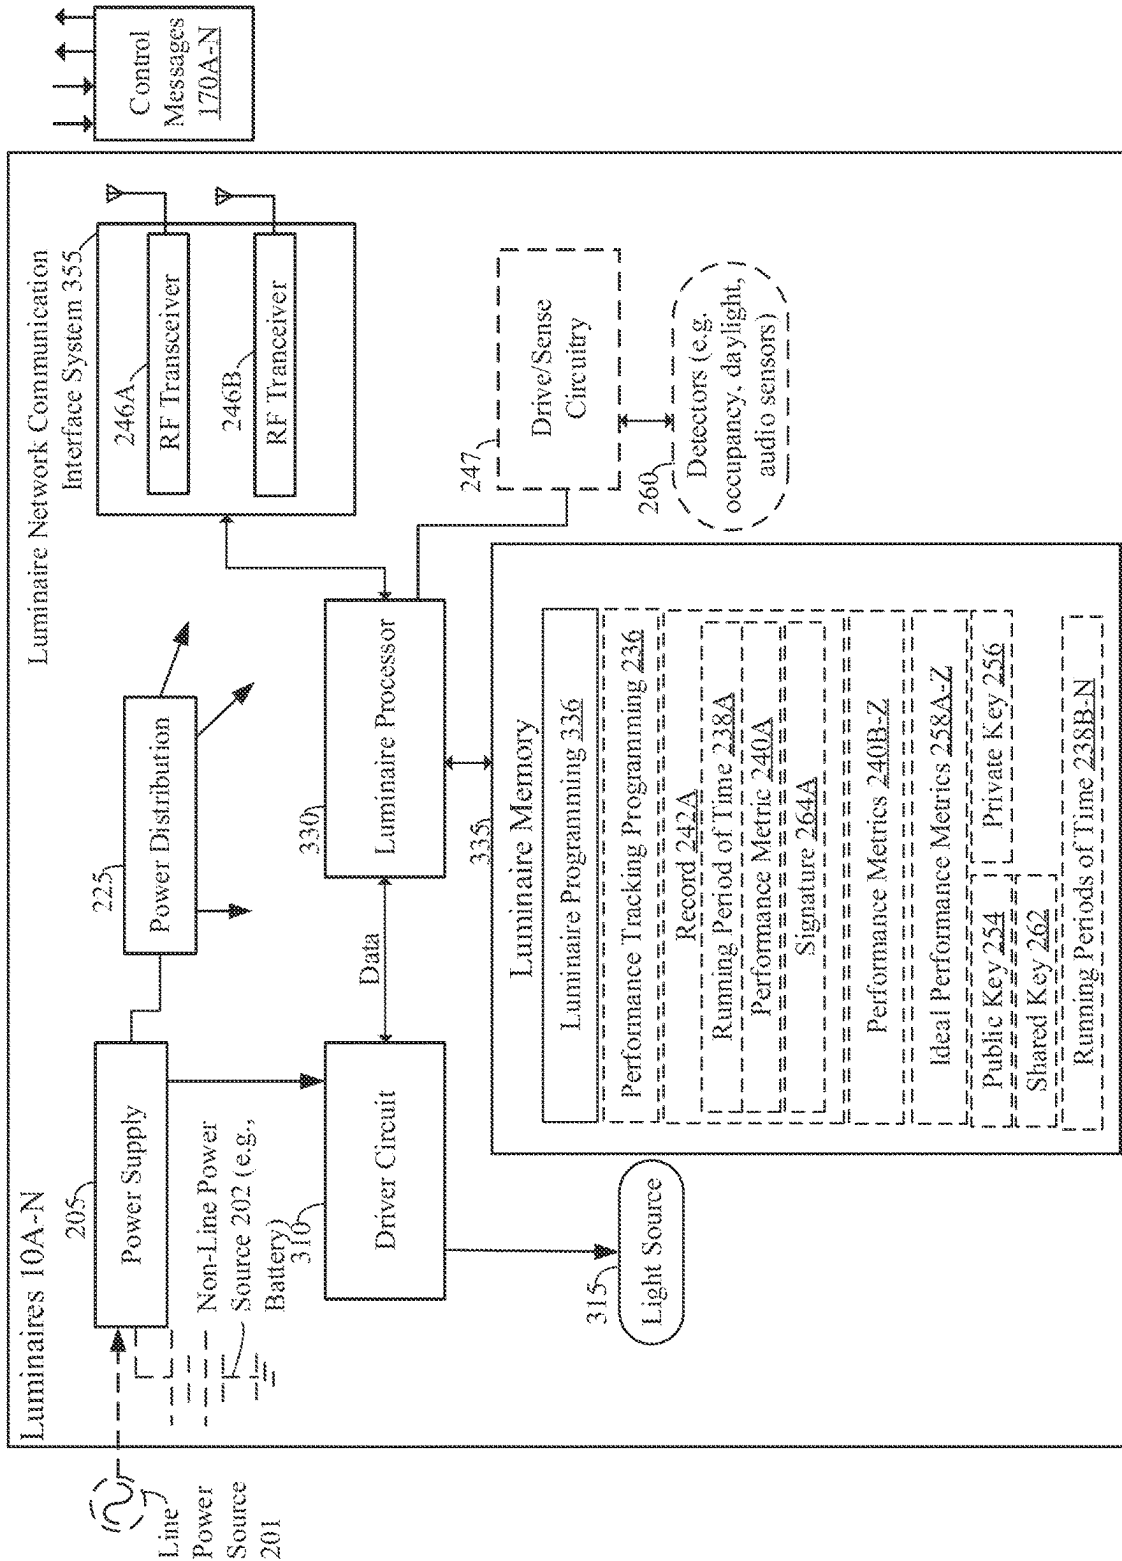 Luminaires 10A-N
Line
Power
Source
201
205
Power Supply
Non-Line Power
Source 202 (e.g.,
Battery)
225
Power Distribution
Luminaire Network Communication
Interface System 355
246A
RF Transceiver
246B
RF Tranceiver
Control
Messages
170A-N
310
Driver Circuit
Data
330
Luminaire Processor
247
Drive/Sense
Circuitry
260
Detectors (e.g.
occupancy, daylight,
audio sensors)
315
Light Source
335
Luminaire Memory
Luminaire Programming 336
Performance Tracking Programming 236
Record 242A
Running Period of Time 238A
Performance Metric 240A
Signature 264A
Performance Metrics 240B-Z
Ideal Performance Metrics 258A-Z
Public Key 254
Private Key 256
Shared Key 262
Running Periods of Time 238B-N